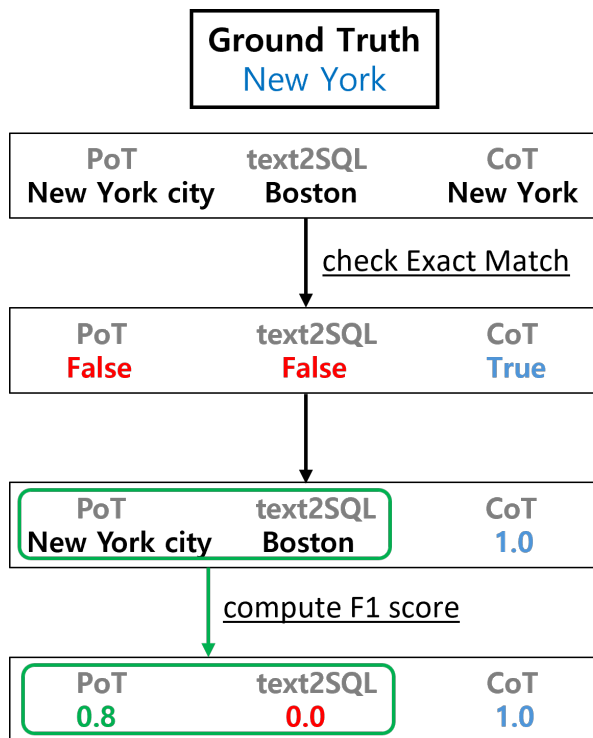 Ground Truth
New York
PoT text2SQL CoT
New York city Boston New York
check Exact Match
PoT text2SQL CoT
False False True
PoT text2SQL CoT
New York city Boston 1.0
compute F1 score
PoT text2SQL CoT
0.8 0.0 1.0